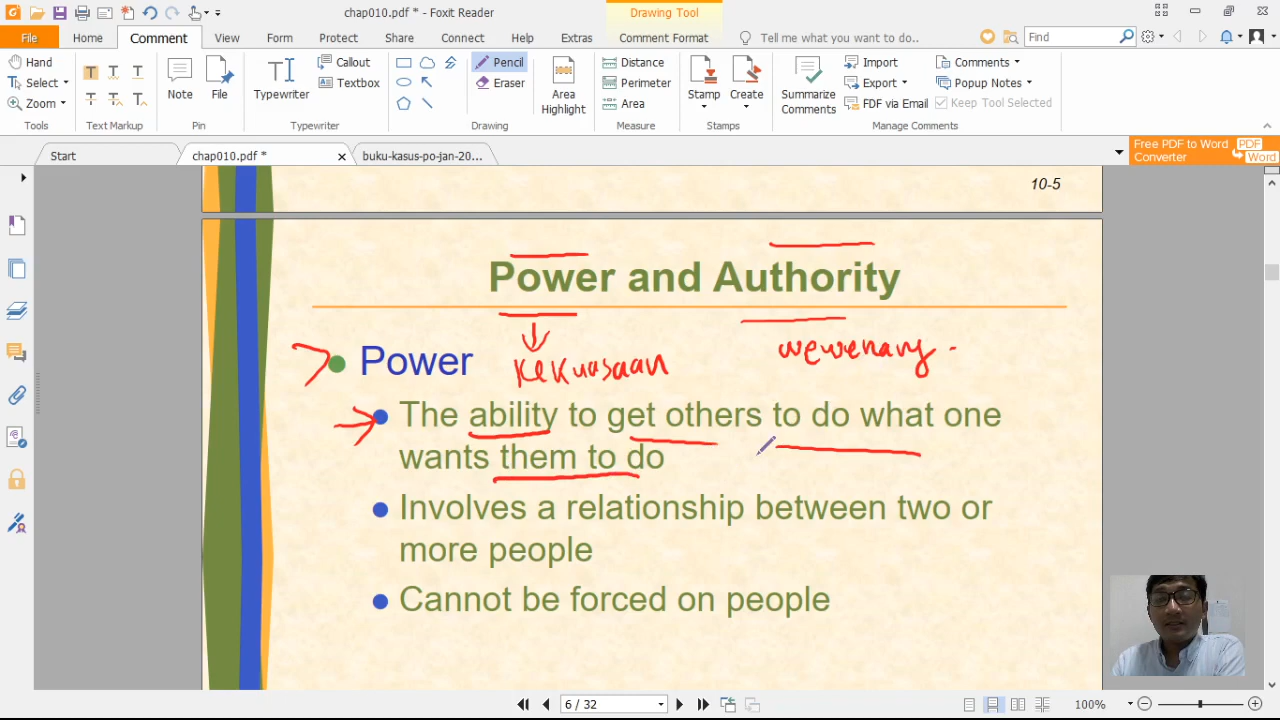 chap010.pdf * - Foxit Reader
Drawing Tool
File Home Comment View Form Protect Share Connect Help Extras Comment Format Tell me what you want to do.. Find
Hand
Select
Zoom
Tools
Text Markup
Note
File
Pin
Typewriter
Callout
Textbox
Typewriter
Pencil
Eraser
Area
Highlight
Drawing
Distance
Perimeter
Area
Measure
Stamp
Create
Stamps
Summarize
Comments
Import
Export
FDF via Email
Comments
Popup Notes
Keep Tool Selected
Manage Comments
Start
chap010.pdf *
buku-kasus-po-jan-20...
Free PDF to Word
Converter
PDF
Word
10-5
Power and Authority
Power
kekuasaan
wewenang
The ability to get others to do what one
wants them to do
Involves a relationship between two or
more people
Cannot be forced on people
6 / 32
100%